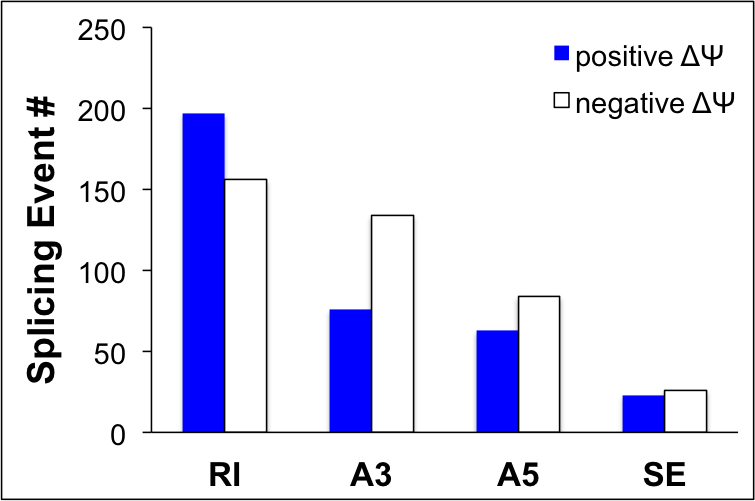 250
200
150
100
50
0
Splicing Event #
positive ΔΨ
negative ΔΨ
RI A3 A5 SE